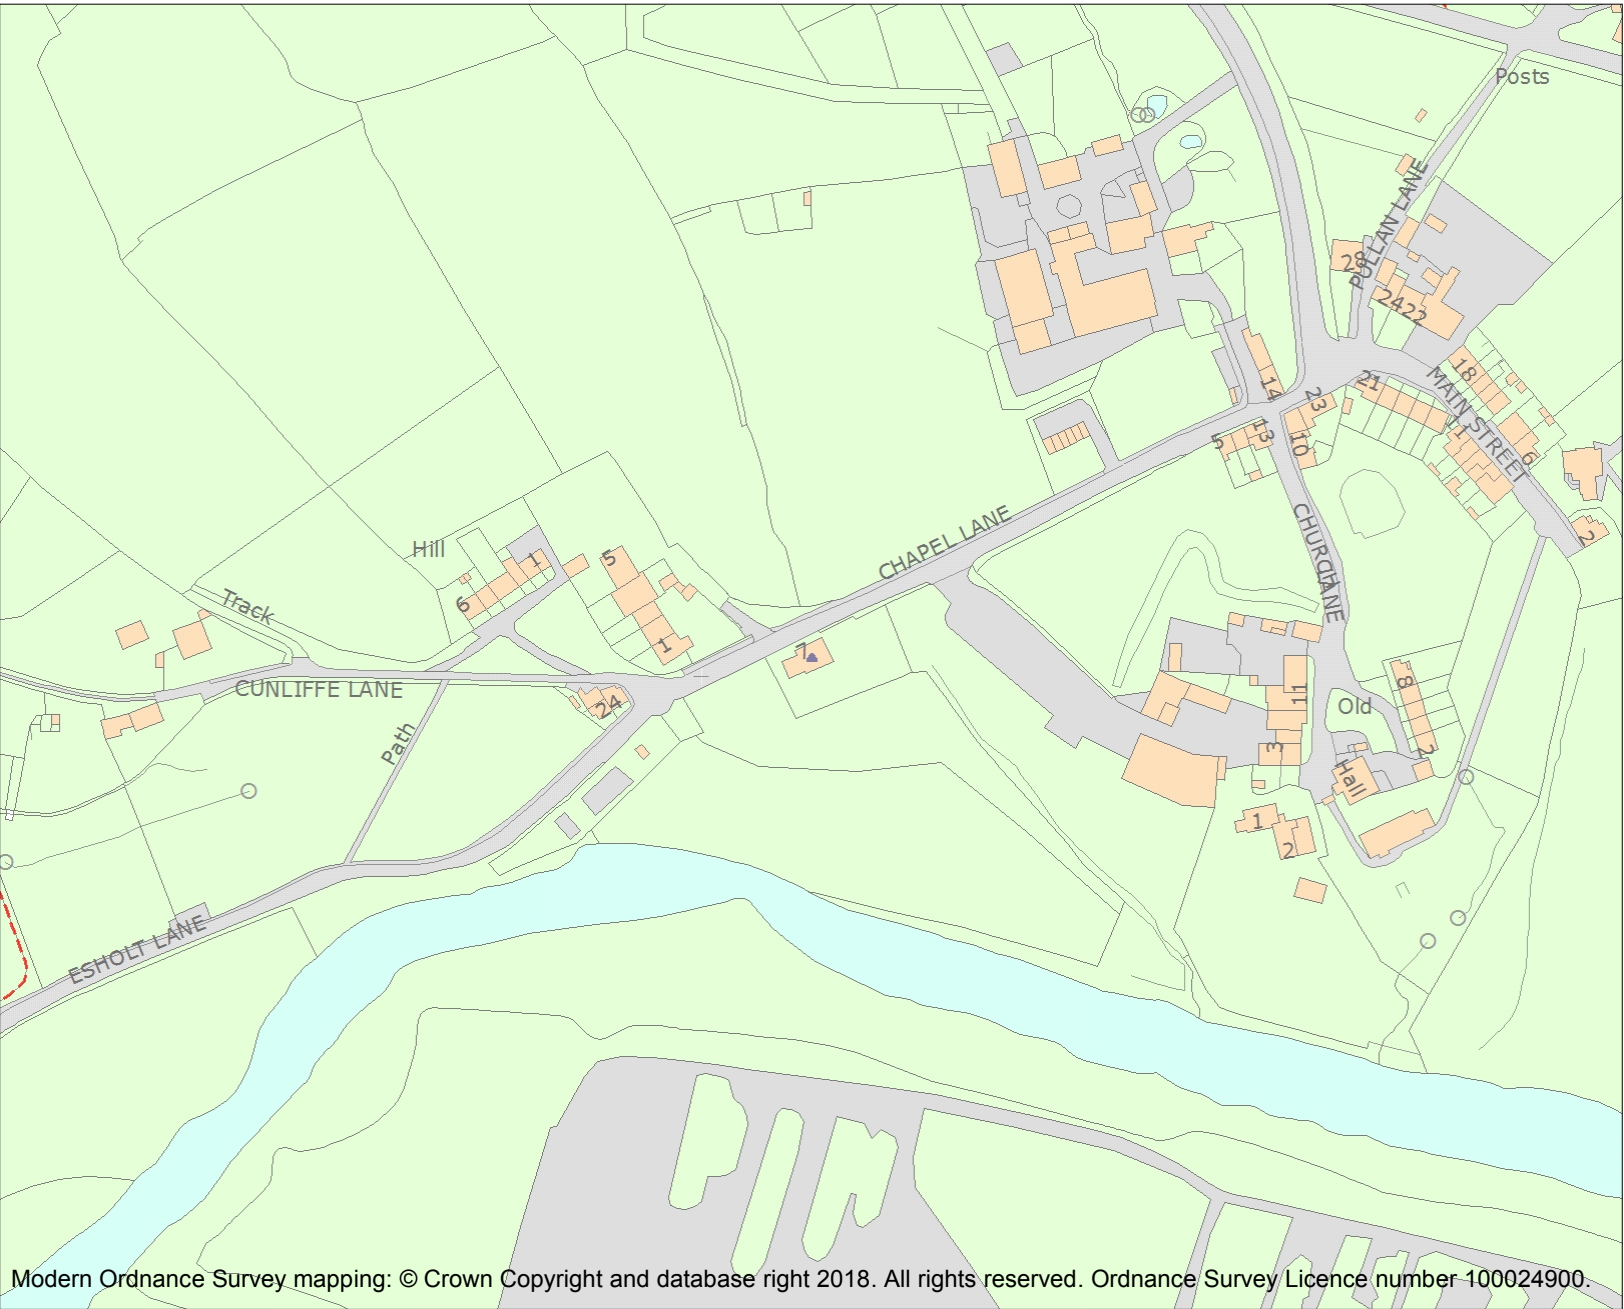 Posts
PULLAN LANE
28
2422
18
21
MAIN STREET
14
23
13
5
10
11
6
2
CHAPEL LANE
CHURCH LANE
Hill
1
5
6
1
Track
7
CUNLIFFE LANE
24
8
11
Old
Path
3
2
Hall
1
2
ESHOLT LANE
Modern Ordnance Survey mapping: © Crown Copyright and database right 2018. All rights reserved. Ordnance Survey Licence number 100024900.